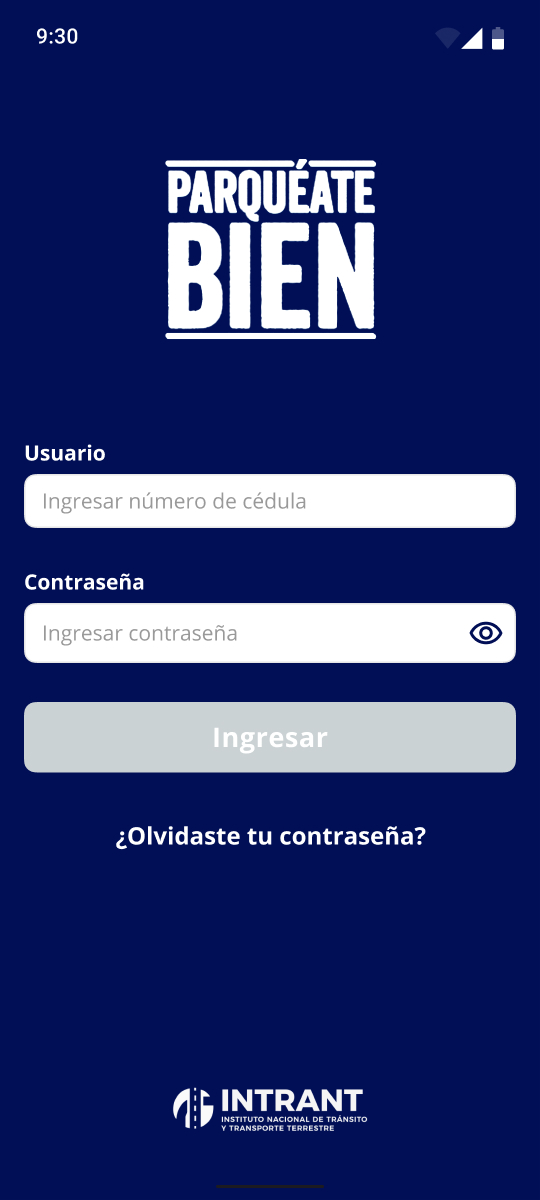 9:30
PARQUÉATE
BIEN
Usuario
Ingresar número de cédula
Contraseña
Ingresar contraseña
Ingresar
¿Olvidaste tu contraseña?
INTRANT
INSTITUTO NACIONAL DE TRÁNSITO
Y TRANSPORTE TERRESTRE